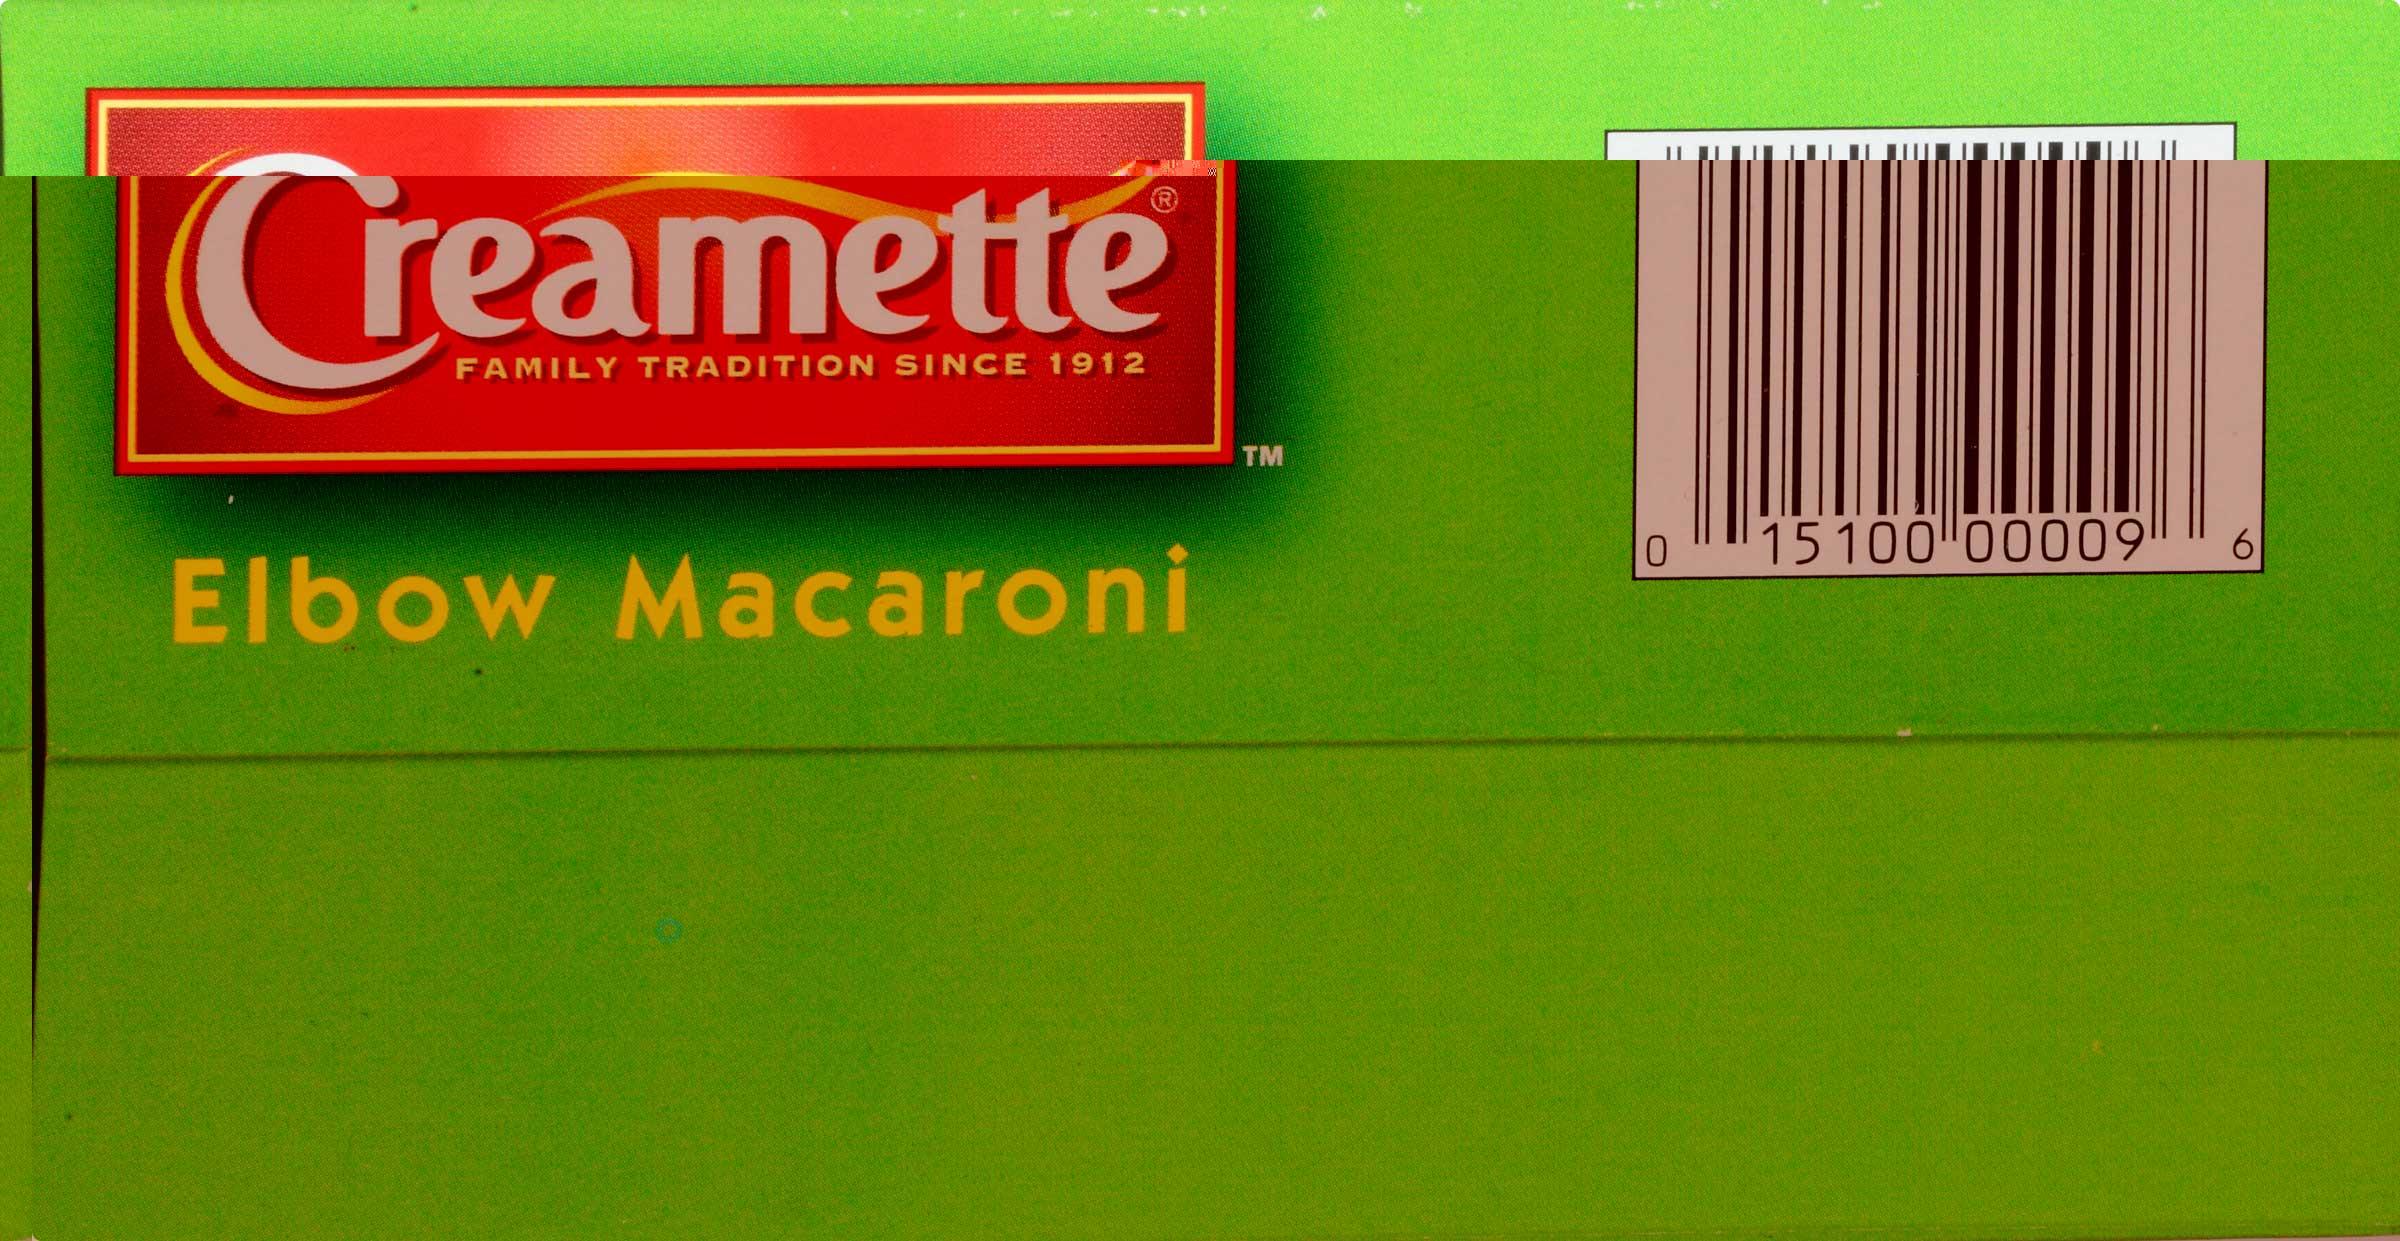 Creamette®
FAMILY TRADITION SINCE 1912
TM
Elbow Macaroni
0 15100 00009 6